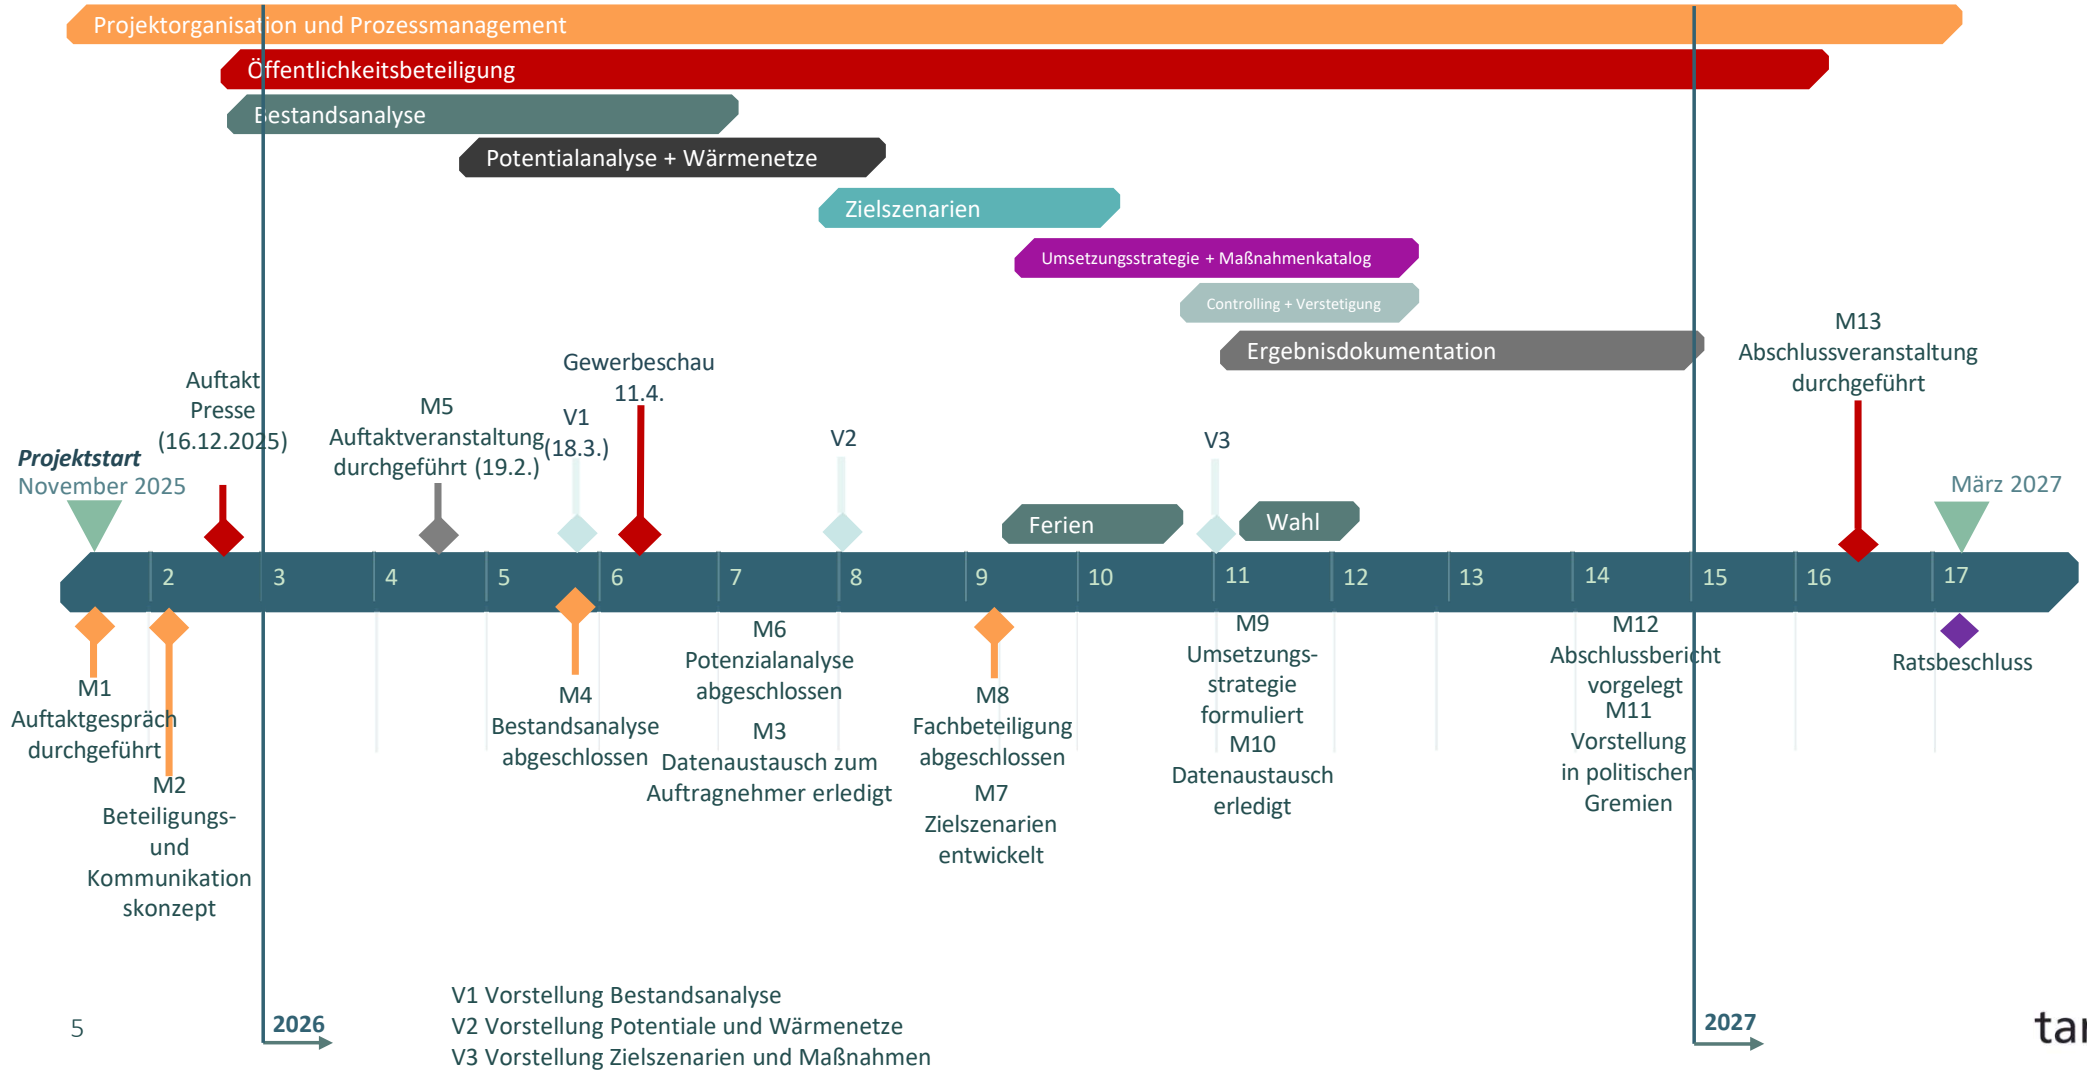 Projektorganisation und Prozessmanagement
Öffentlichkeitsbeteiligung
Bestandsanalyse
Potentialanalyse + Wärmenetze
Zielszenarien
Umsetzungsstrategie + Maßnahmenkatalog
Controlling + Verstetigung
Ergebnisdokumentation
Projektstart
November 2025
Auftakt
Presse
(16.12.2025)
M5
Auftaktveranstaltung
durchgeführt (19.2.)
V1
(18.3.)
Gewerbeschau
11.4.
V2
Ferien
V3
Wahl
M13
Abschlussveranstaltung
durchgeführt
März 2027
2 3 4 5 6 7 8 9 10 11 12 13 14 15 16 17
M1
Auftaktgespräch
durchgeführt
M2
Beteiligungs-
und
Kommunikation
skonzept
M4
Bestandsanalyse
abgeschlossen
M6
Potenzialanalyse
abgeschlossen
M3
Datenaustausch zum
Auftragnehmer erledigt
M8
Fachbeteiligung
abgeschlossen
M7
Zielszenarien
entwickelt
M9
Umsetzungs-
strategie
formuliert
M10
Datenaustausch
erledigt
M12
Abschlussbericht
vorgelegt
M11
Vorstellung
in politischen
Gremien
Ratsbeschluss
V1 Vorstellung Bestandsanalyse
V2 Vorstellung Potentiale und Wärmenetze
V3 Vorstellung Zielszenarien und Maßnahmen
5
2026
2027